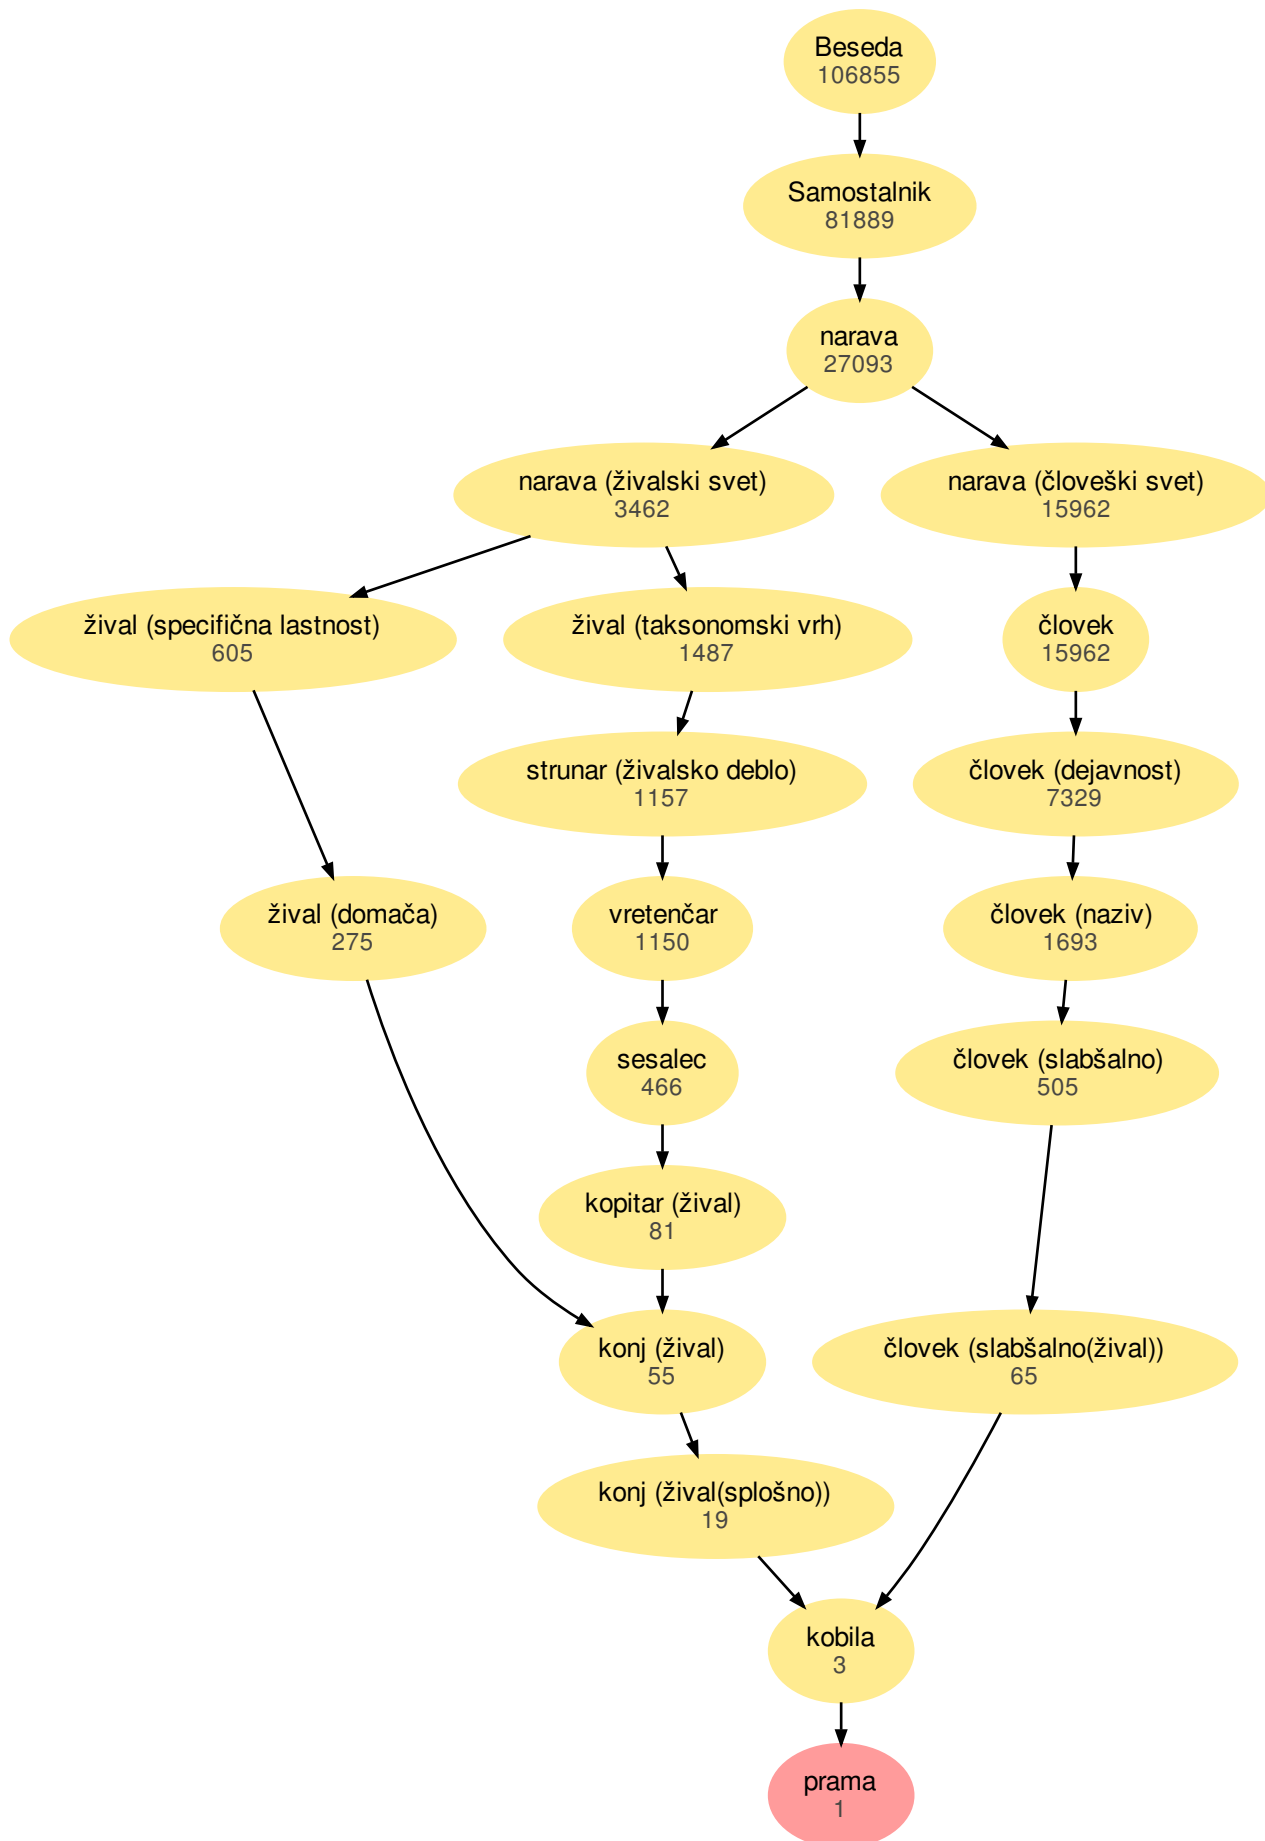 Beseda
106855
Samostalnik
81889
narava
27093
narava (živalski svet)
3462
narava (človeški svet)
15962
žival (specifična lastnost)
605
žival (taksonomski vrh)
1487
človek
15962
strunar (živalsko deblo)
1157
človek (dejavnost)
7329
žival (domača)
275
vretenčar
1150
človek (naziv)
1693
sesalec
466
človek (slabšalno)
505
kopitar (žival)
81
konj (žival)
55
človek (slabšalno(žival))
65
konj (žival(splošno))
19
kobila
3
prama
1